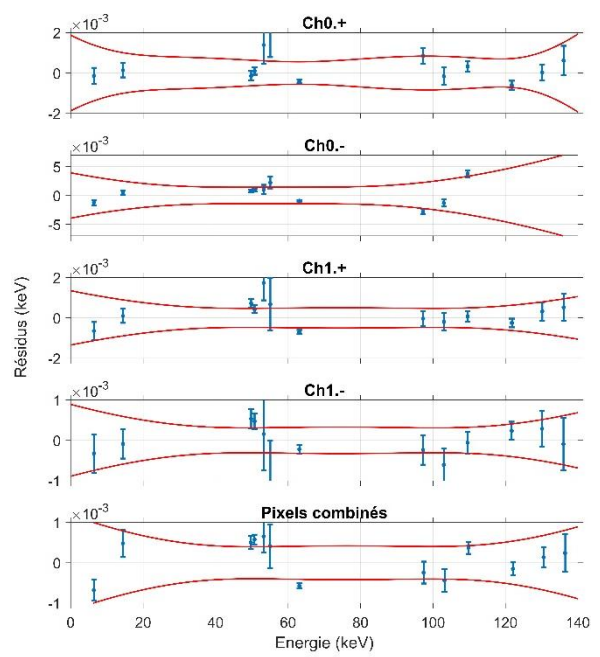 ×10⁻³
Ch0.+
2
0
-2
×10⁻³
Ch0.-
5
0
-5
×10⁻³
Ch1.+
2
0
-2
Résidus (keV)
×10⁻³
Ch1.-
1
0
-1
×10⁻³
Pixels combinés
1
0
-1
0 20 40 60 80 100 120 140
Energie (keV)